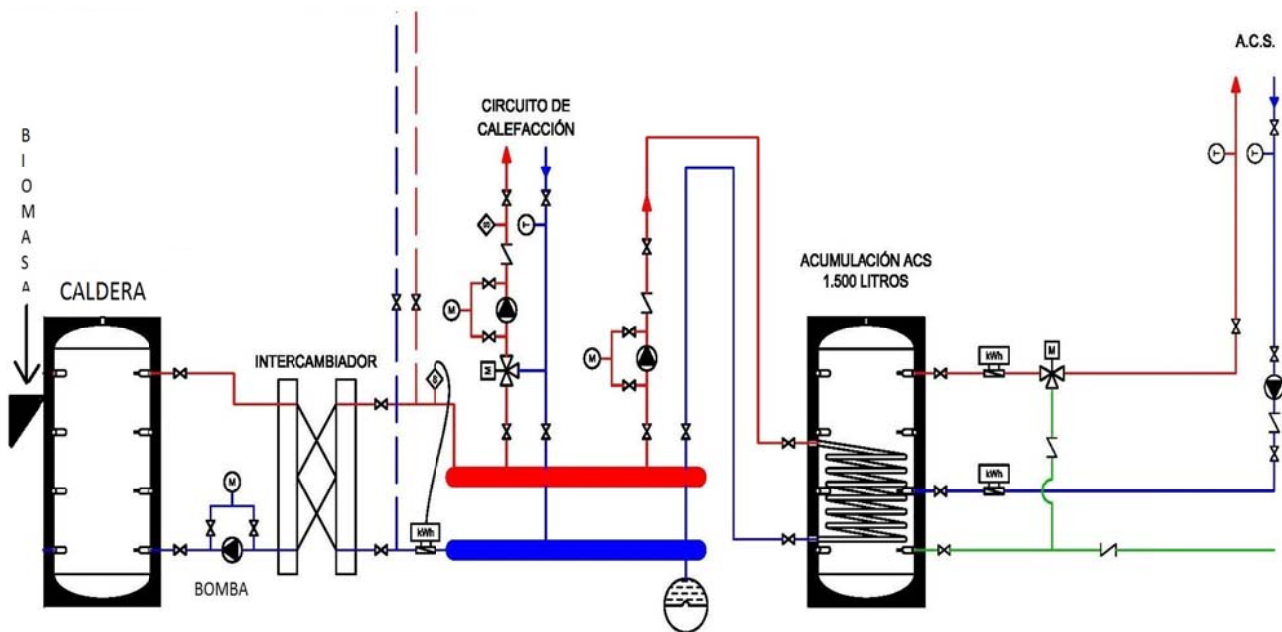 A.C.S.
CIRCUITO DE
CALEFACCIÓN
B
I
O
M
A
S
A
CALDERA
INTERCAMBIADOR
ACUMULACIÓN ACS
1.500 LITROS
BOMBA
T
T
S
T
M
M
M
S
M
kWh
kWh
kWh
M